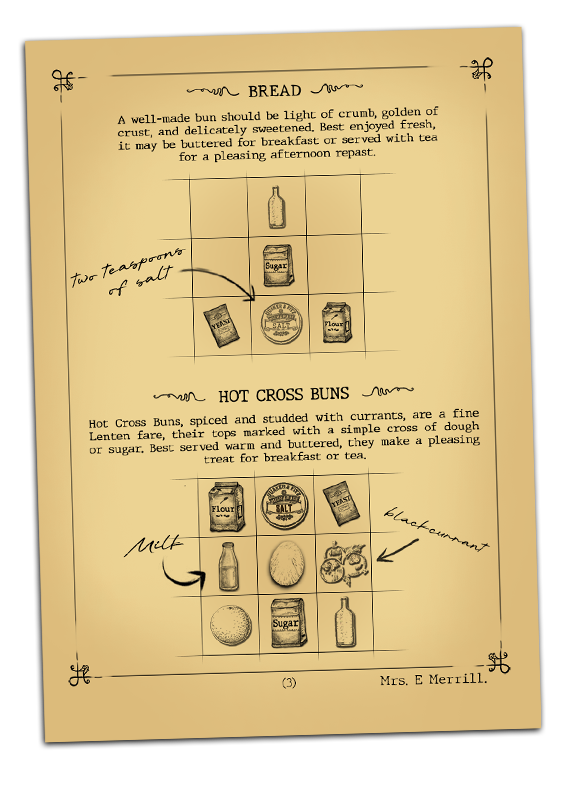 BREAD
A well-made bun should be light of crumb, golden of
crust, and delicately sweetened. Best enjoyed fresh,
it may be buttered for breakfast or served with tea
for a pleasing afternoon repast.
Sugar
two teaspoons
of salt
YEAST
SALT
Flour
HOT CROSS BUNS
Hot Cross Buns, spiced and studded with currants, are a fine
Lenten fare, their tops marked with a simple cross of dough
or sugar. Best served warm and buttered, they make a pleasing
treat for breakfast or tea.
Flour
SALT
YEAST
blackcurrant
Milk
Sugar
(3)
Mrs. E Merrill.